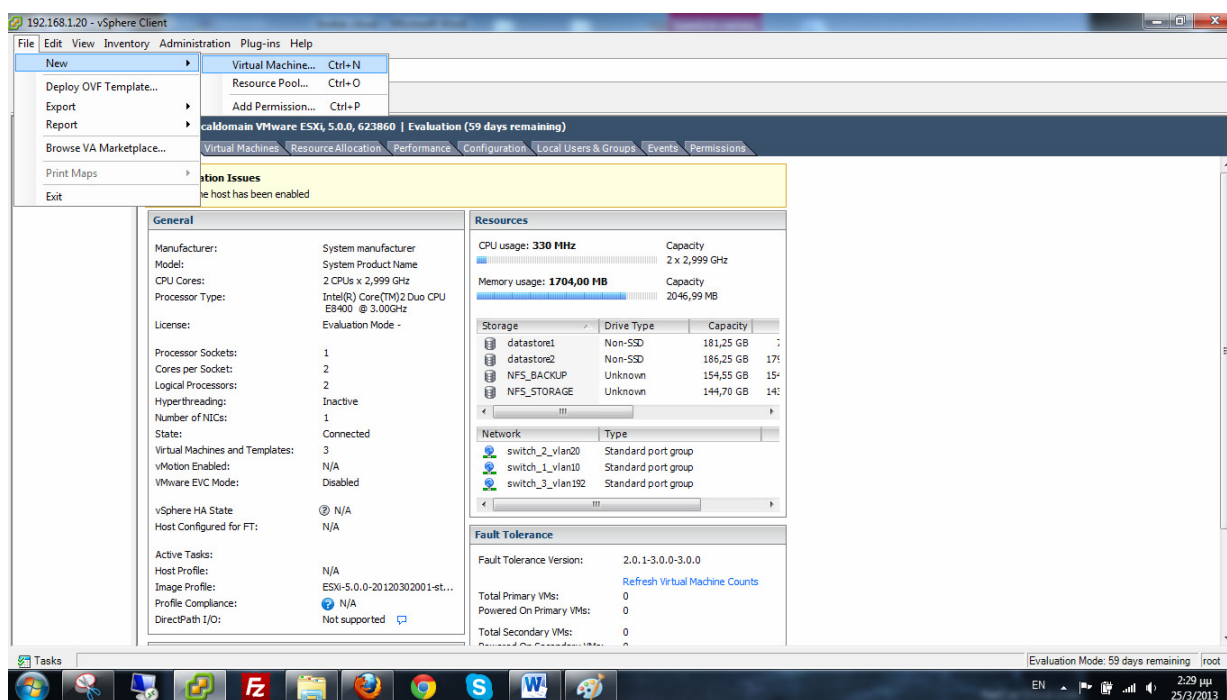 192.168.1.20 - vSphere Client
File Edit View Inventory Administration Plug-ins Help
New
Virtual Machine... Ctrl+N
Resource Pool... Ctrl+O
Add Permission... Ctrl+P
Deploy OVF Template...
Export
Report
Browse VA Marketplace...
Print Maps
Exit
caldomain VMware ESXi, 5.0.0, 623860 | Evaluation (59 days remaining)
Virtual Machines Resource Allocation Performance Configuration Local Users & Groups Events Permissions
ation Issues
he host has been enabled
General
Manufacturer: System manufacturer
Model: System Product Name
CPU Cores: 2 CPUs x 2,999 GHz
Processor Type: Intel(R) Core(TM)2 Duo CPU
E8400 @ 3.00GHz
License: Evaluation Mode -
Processor Sockets: 1
Cores per Socket: 2
Logical Processors: 2
Hyperthreading: Inactive
Number of NICs: 1
State: Connected
Virtual Machines and Templates: 3
vMotion Enabled: N/A
VMware EVC Mode: Disabled
vSphere HA State ? N/A
Host Configured for FT: N/A
Active Tasks:
Host Profile: N/A
Image Profile: ESXi-5.0.0-20120302001-st...
Profile Compliance: ? N/A
DirectPath I/O: Not supported
Resources
CPU usage: 330 MHz Capacity
2 x 2,999 GHz
Memory usage: 1704,00 MB Capacity
2046,99 MB
Storage Drive Type Capacity
datastore1 Non-SSD 181,25 GB
datastore2 Non-SSD 186,25 GB 179
NFS_BACKUP Unknown 154,55 GB 154
NFS_STORAGE Unknown 144,70 GB 143
Network Type
switch_2_vlan20 Standard port group
switch_1_vlan10 Standard port group
switch_3_vlan192 Standard port group
Fault Tolerance
Fault Tolerance Version: 2.0.1-3.0.0-3.0.0
Refresh Virtual Machine Counts
Total Primary VMs: 0
Powered On Primary VMs: 0
Total Secondary VMs: 0
Tasks
Evaluation Mode: 59 days remaining root
EN
2:29 μμ
25/3/2013